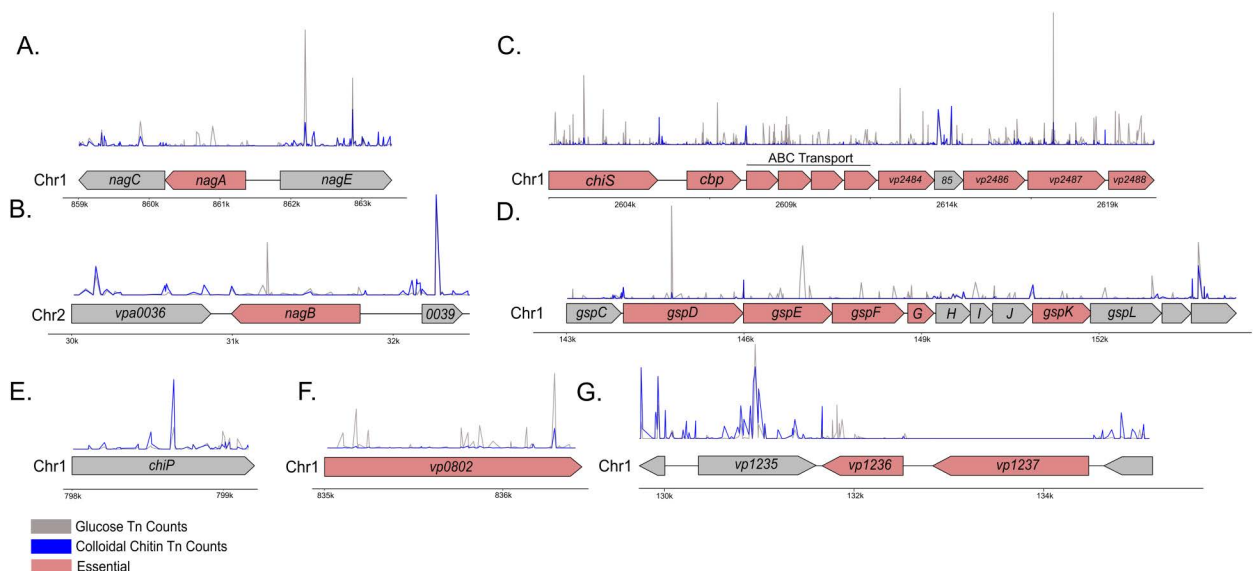 A.
nagC nagA nagE
Chr1
859k 860k 861k 862k 863k
B.
vpa0036 nagB 0039
Chr2
30k 31k 32k
C.
ABC Transport
chiS cbp vp2484 85 vp2486 vp2487 vp2488
Chr1
2604k 2609k 2614k 2619k
D.
gspC gspD gspE gspF G H I J gspK gspL
Chr1
143k 146k 149k 152k
E.
chiP
Chr1
798k 799k
F.
vp0802
Chr1
835k 836k
G.
vp1235 vp1236 vp1237
Chr1
130k 132k 134k
Glucose Tn Counts
Colloidal Chitin Tn Counts
Essential